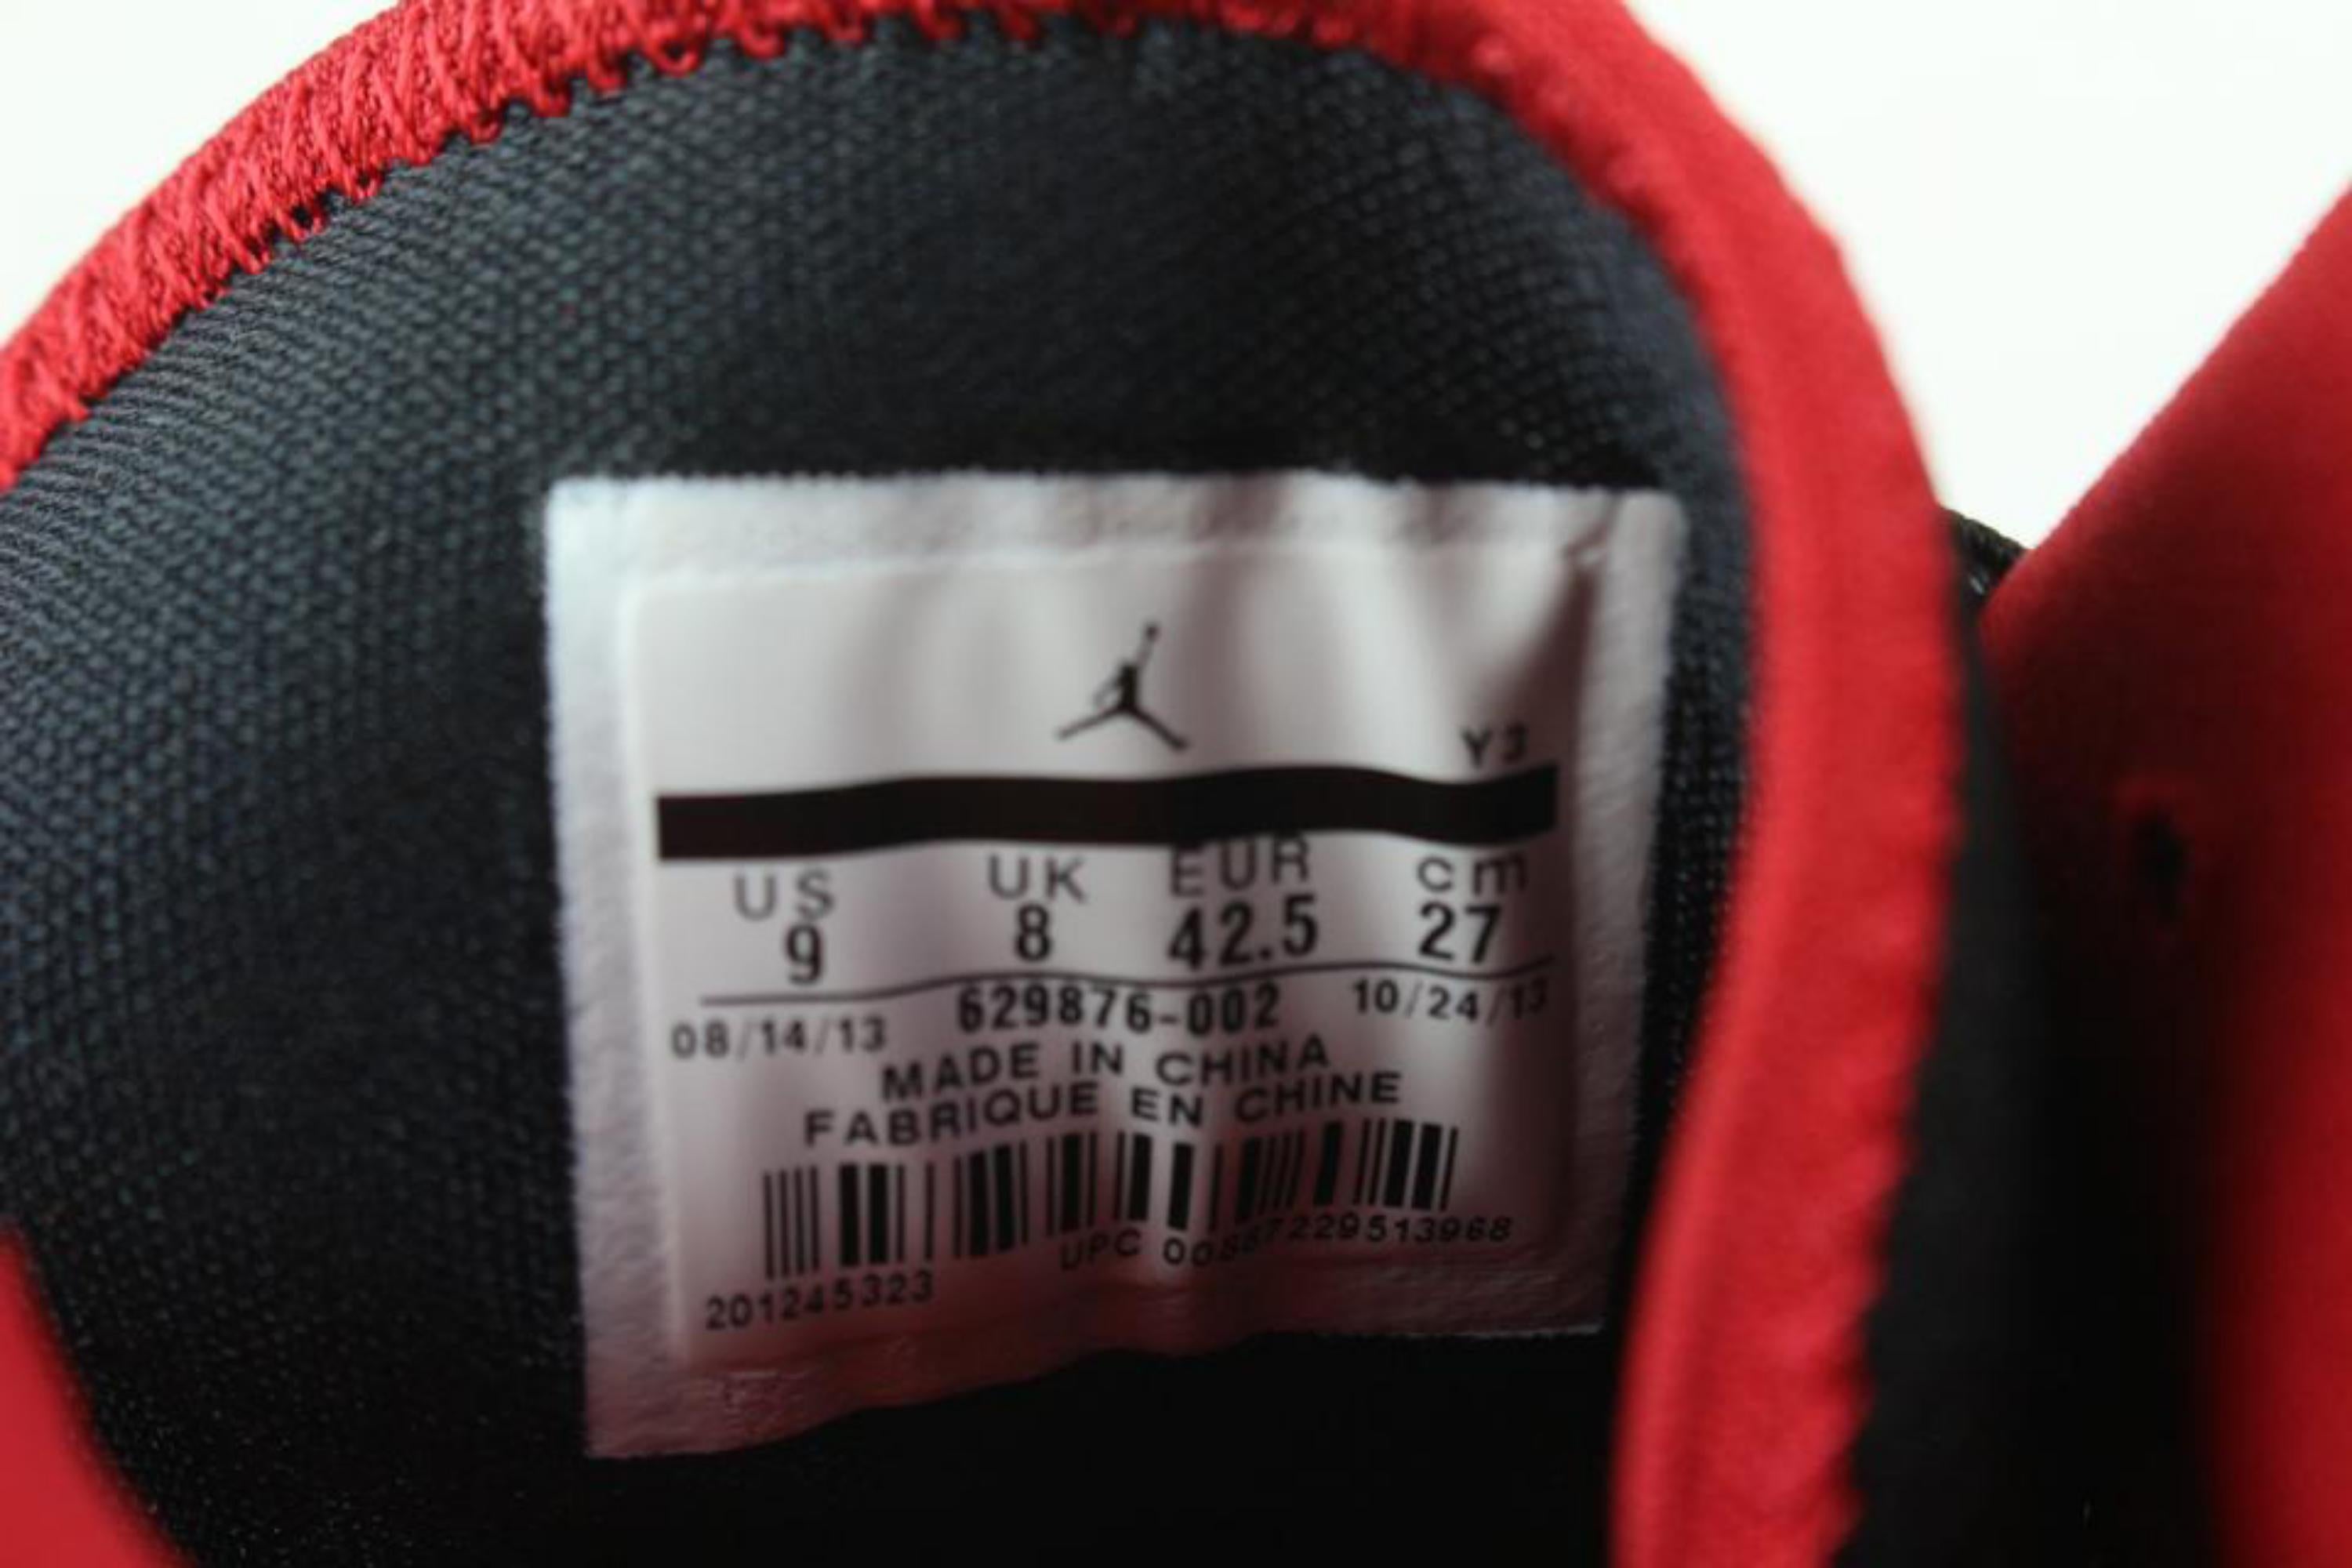 Y3
US UK EUR cm
9 8 42.5 27
08/14/13 629876-002 10/24/13
MADE IN CHINA
FABRIQUE EN CHINE
UPC 00887229513968
201245323